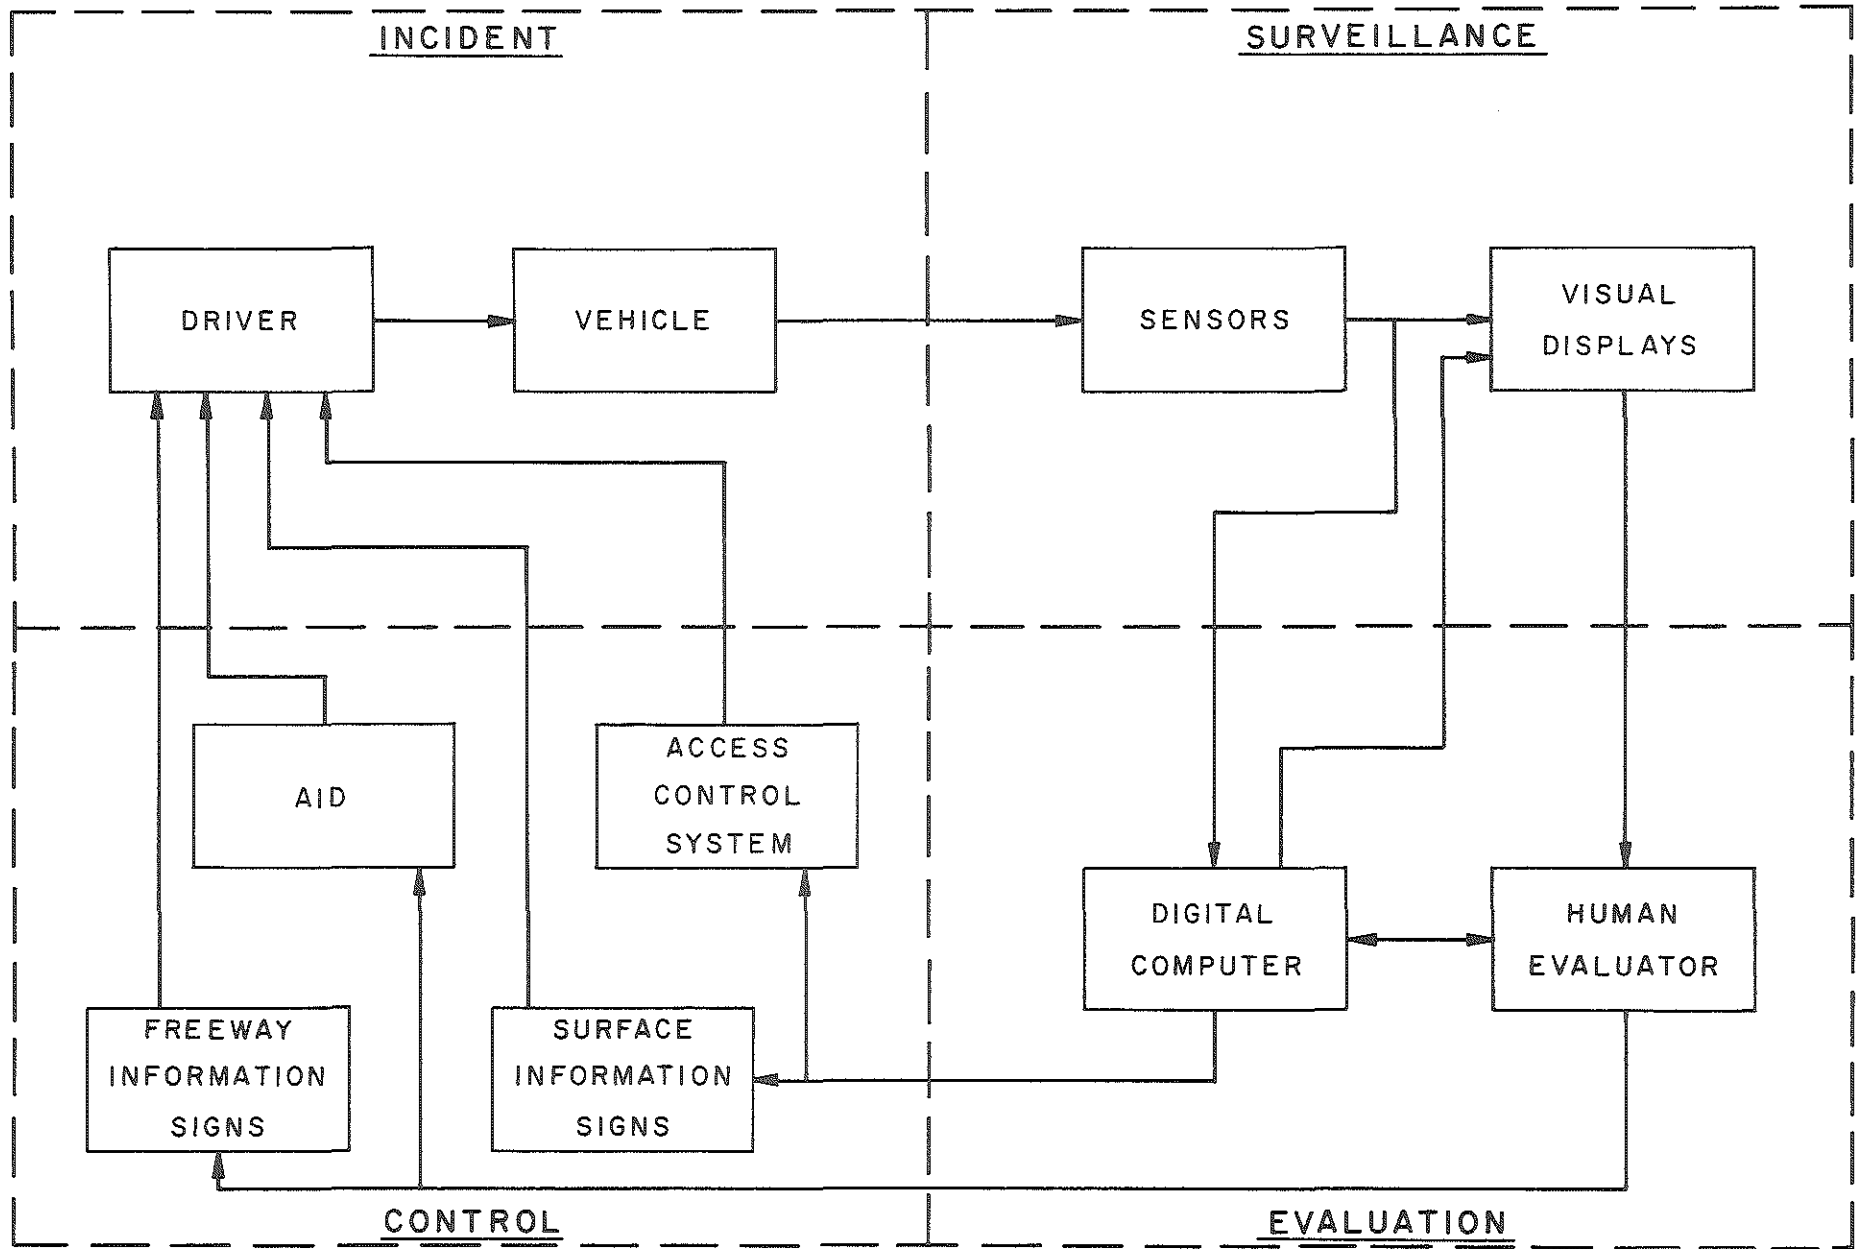 INCIDENT
SURVEILLANCE
DRIVER
VEHICLE
SENSORS
VISUAL
DISPLAYS
AID
ACCESS
CONTROL
SYSTEM
DIGITAL
COMPUTER
HUMAN
EVALUATOR
FREEWAY
INFORMATION
SIGNS
SURFACE
INFORMATION
SIGNS
CONTROL
EVALUATION